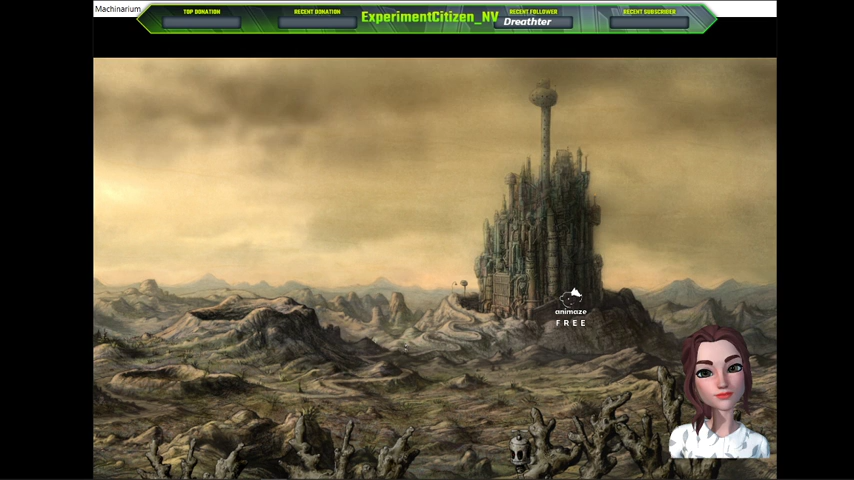 Machinarium
TOP DONATION
RECENT DONATION
ExperimentCitizen_NV
RECENT FOLLOWER
Dreathter
RECENT SUBSCRIBER
animaze
FREE